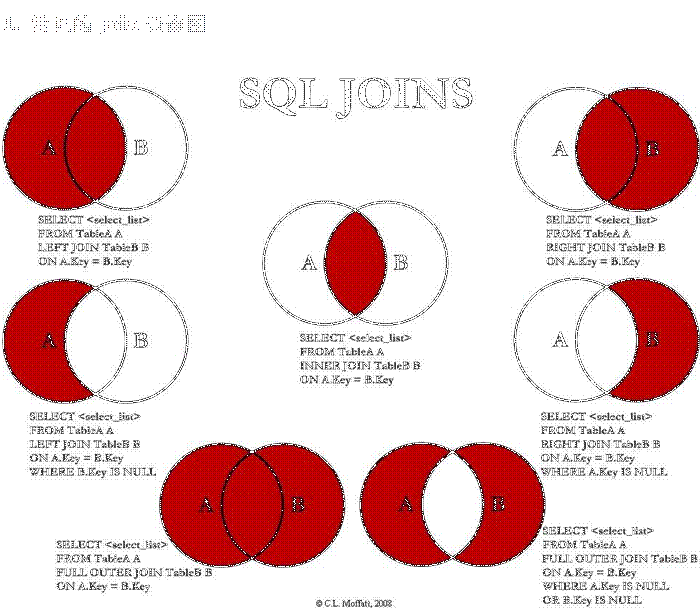 join
SQL JOINS
A
B
SELECT <select_list>
FROM TableA A
LEFT JOIN TableB B
ON A.Key = B.Key
A
B
SELECT <select_list>
FROM TableA A
RIGHT JOIN TableB B
ON A.Key = B.Key
A
B
SELECT <select_list>
FROM TableA A
INNER JOIN TableB B
ON A.Key = B.Key
A
B
SELECT <select_list>
FROM TableA A
LEFT JOIN TableB B
ON A.Key = B.Key
WHERE B.Key IS NULL
A
B
SELECT <select_list>
FROM TableA A
RIGHT JOIN TableB B
ON A.Key = B.Key
WHERE A.Key IS NULL
A
B
SELECT <select_list>
FROM TableA A
FULL OUTER JOIN TableB B
ON A.Key = B.Key
A
B
SELECT <select_list>
FROM TableA A
FULL OUTER JOIN TableB B
ON A.Key = B.Key
WHERE A.Key IS NULL
OR B.Key IS NULL
© C.L. Moffatt, 2008